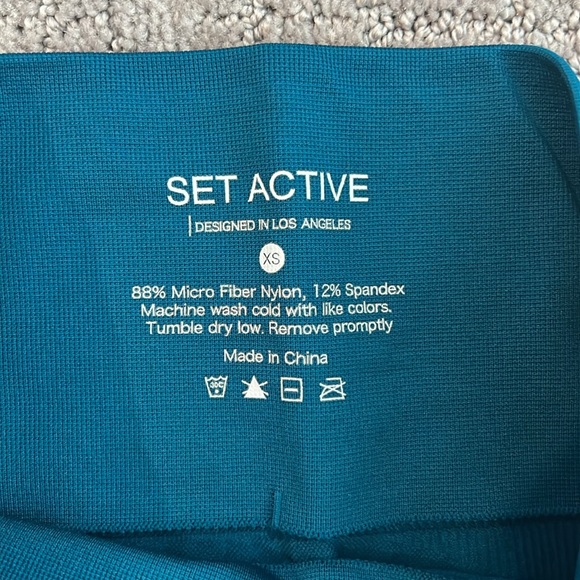 SET ACTIVE
DESIGNED IN LOS ANGELES
XS
88% Micro Fiber Nylon, 12% Spandex
Machine wash cold with like colors.
Tumble dry low. Remove promptly
Made in China
30C